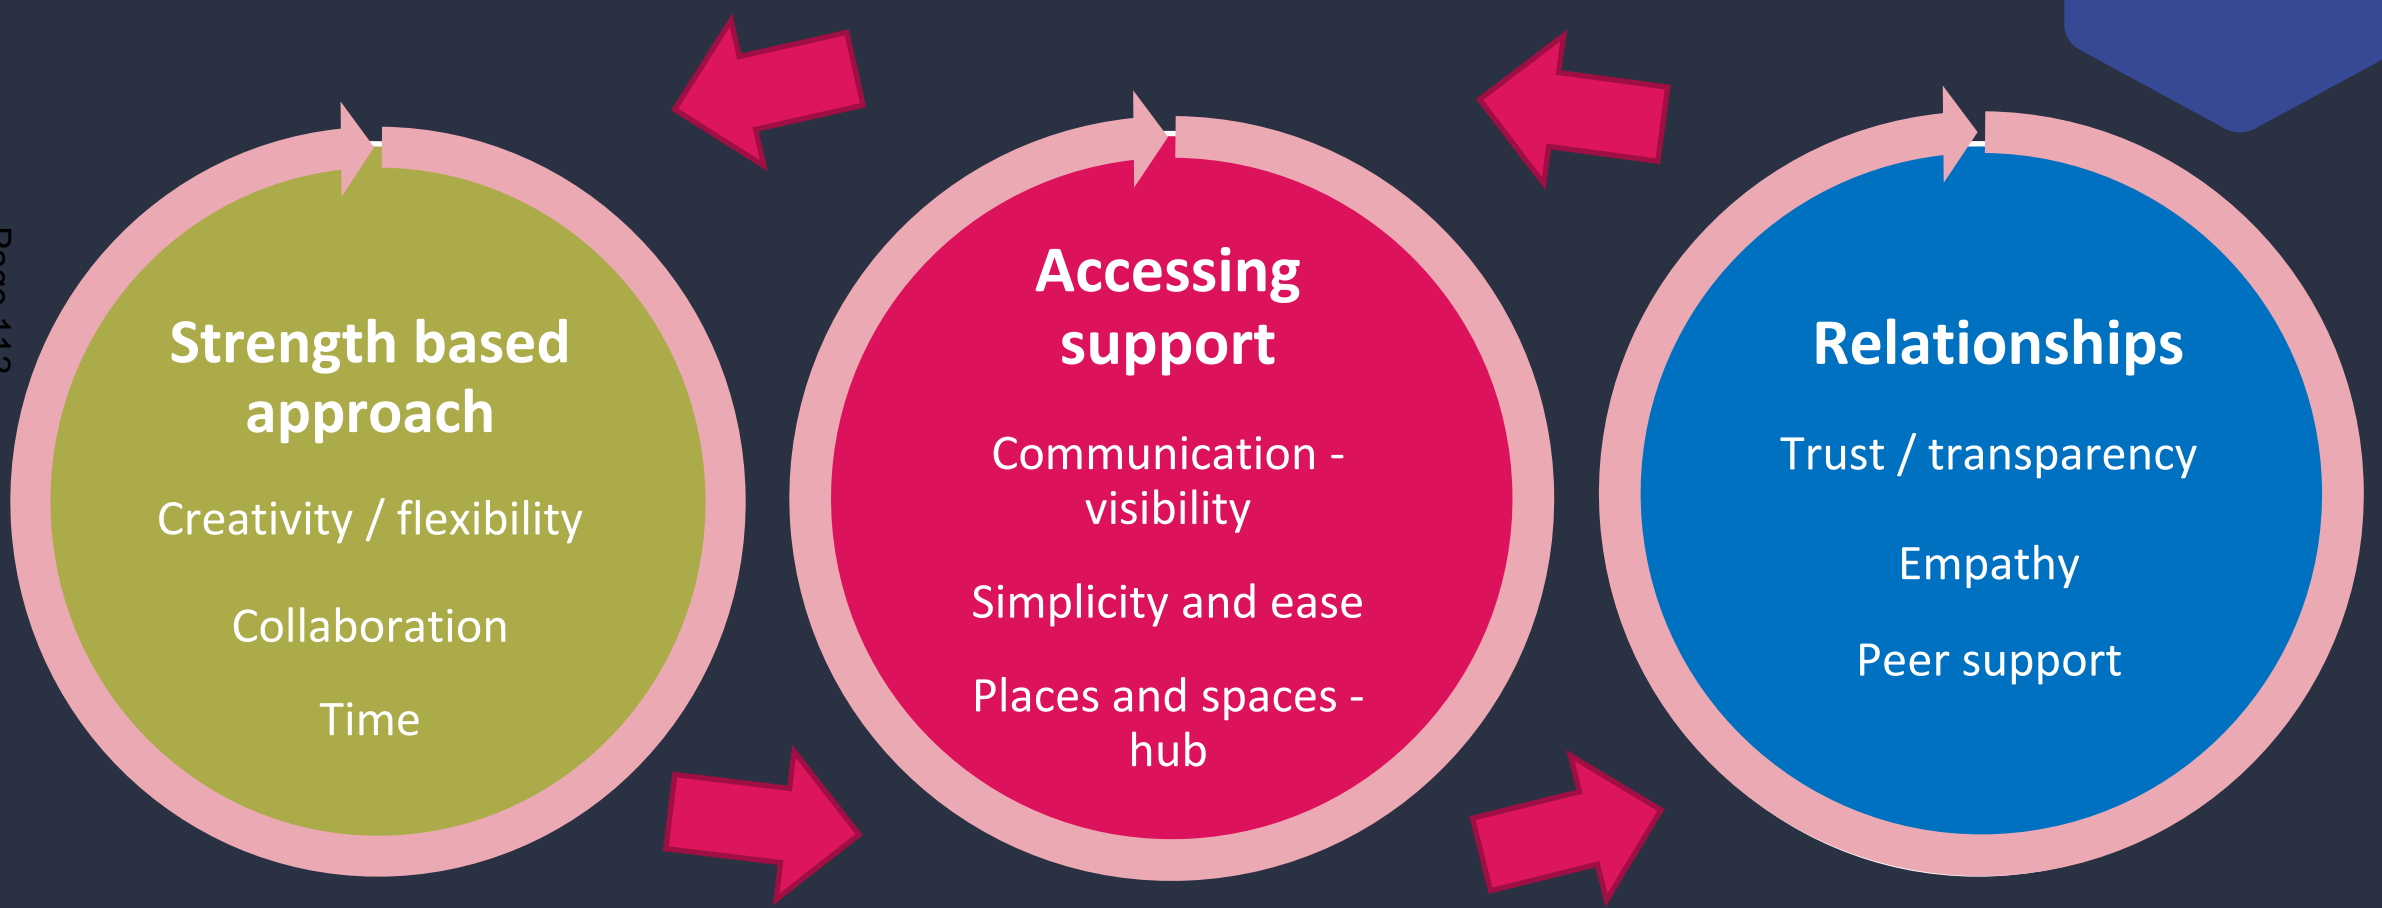 Strength based
approach
Creativity / flexibility
Collaboration
Time
Accessing
support
Communication -
visibility
Simplicity and ease
Places and spaces -
hub
Relationships
Trust / transparency
Empathy
Peer support